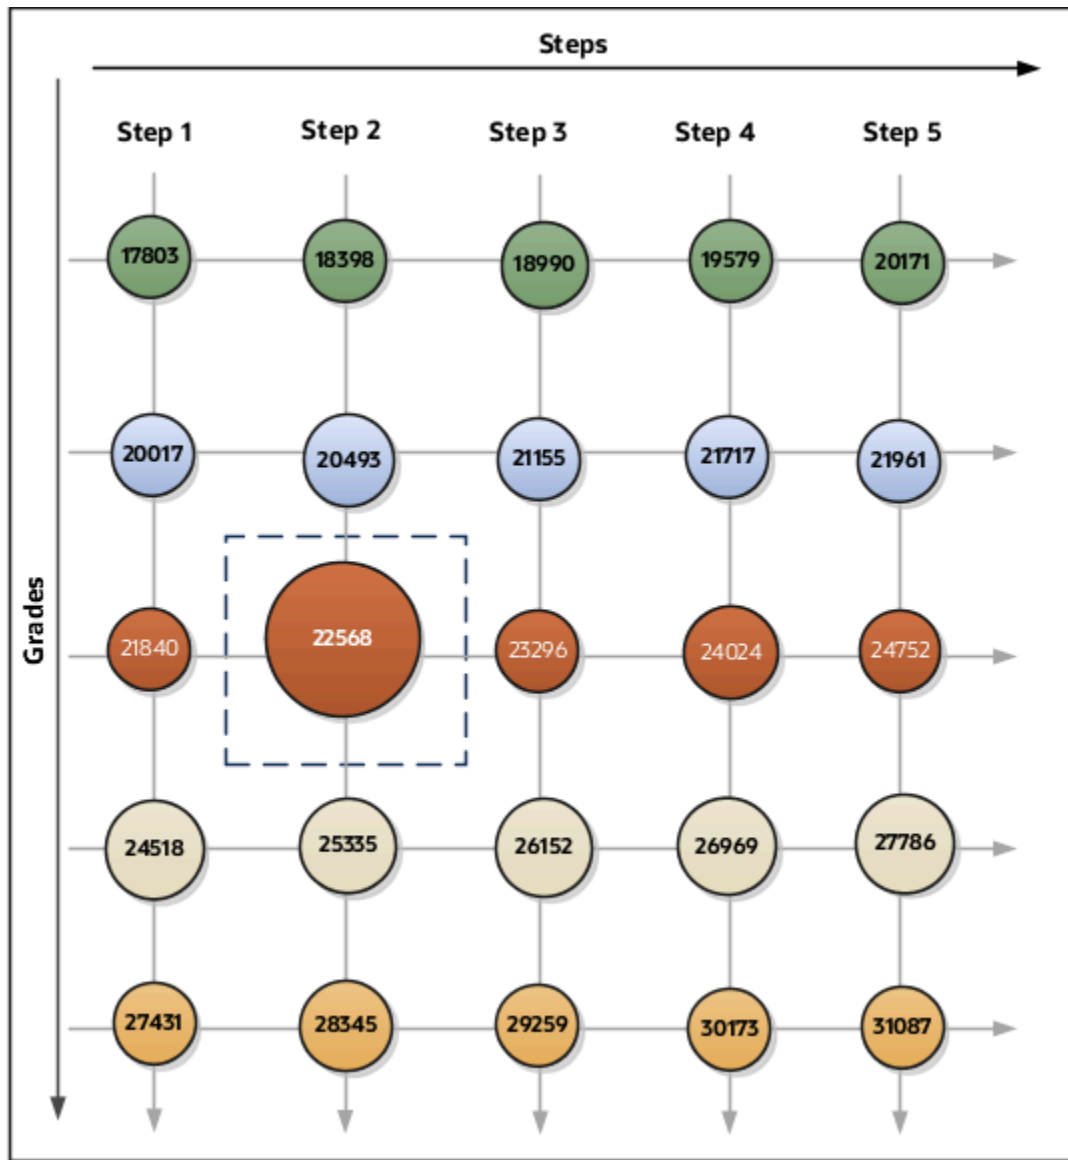 Steps
Step 1 Step 2 Step 3 Step 4 Step 5
Grades
17803 18398 18990 19579 20171
20017 20493 21155 21717 21961
21840 22568 23296 24024 24752
24518 25335 26152 26969 27786
27431 28345 29259 30173 31087